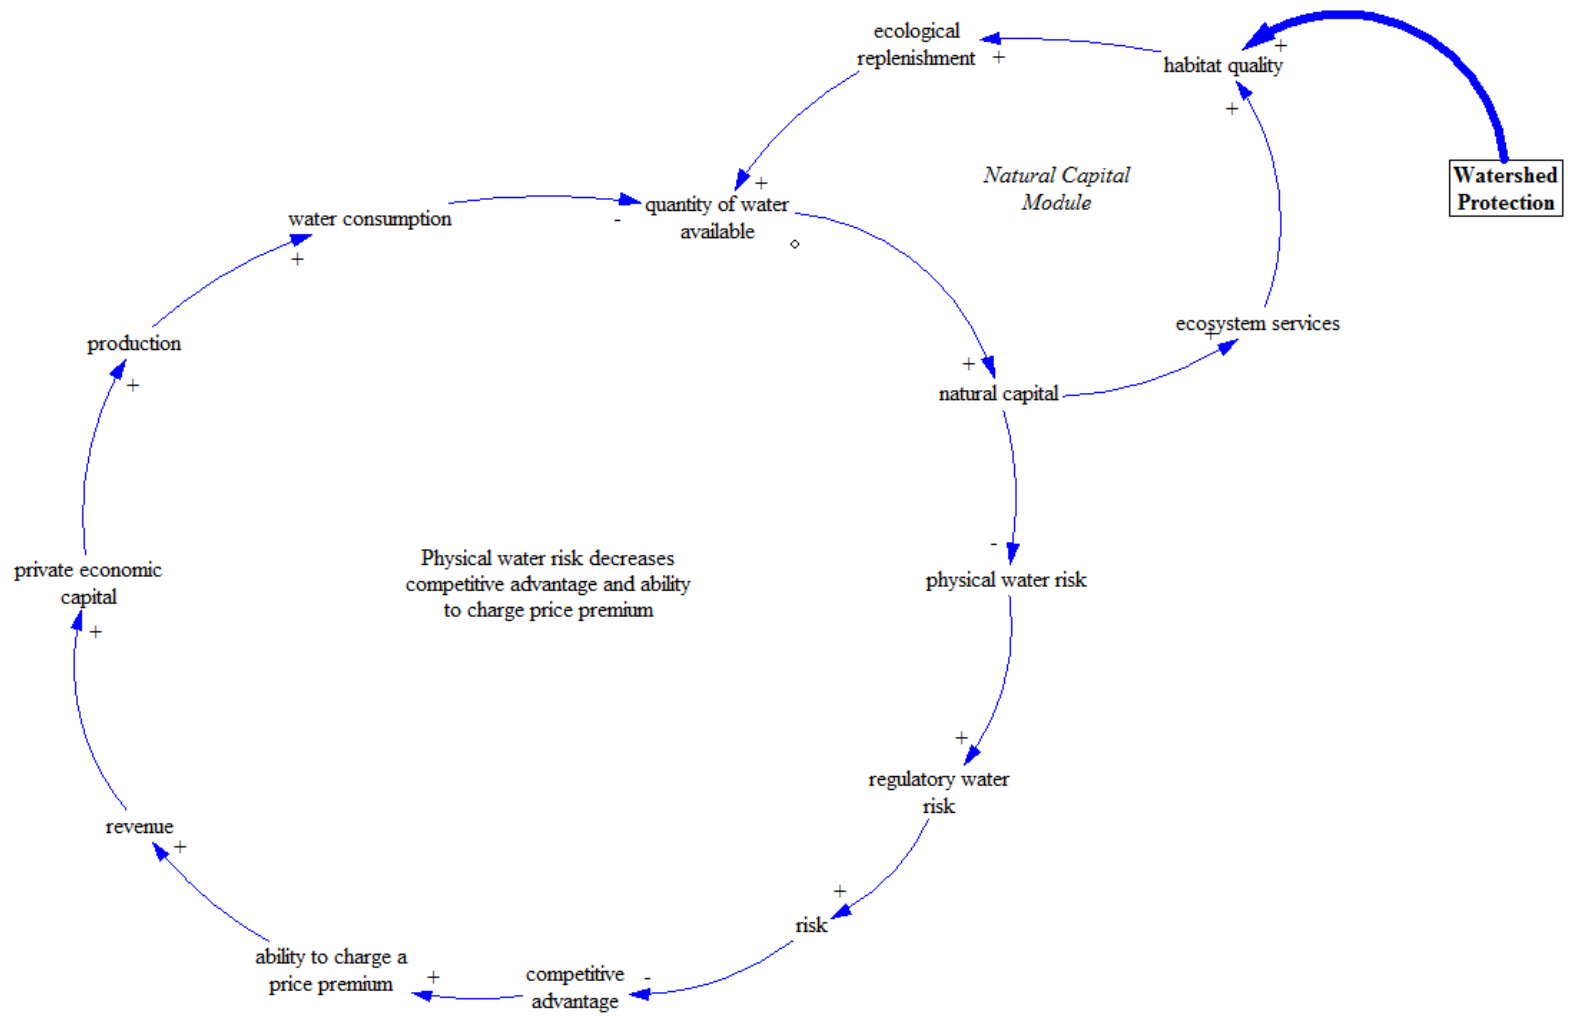 ecological
replenishment
+
habitat quality
+
+
Watershed
Protection
Natural Capital
Module
+
quantity of water
available
-
water consumption
+
production
+
ecosystem services
+
+
natural capital
-
physical water risk
Physical water risk decreases
competitive advantage and ability
to charge price premium
private economic
capital
+
+
regulatory water
risk
revenue
+
+
risk
ability to charge a
price premium
+
competitive
advantage
-